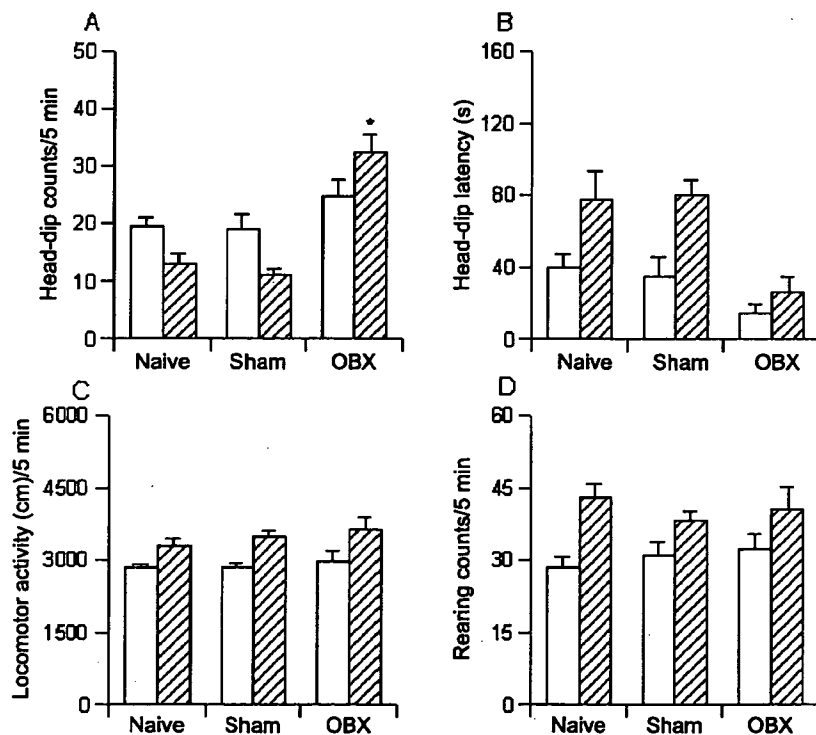 A
Head-dip counts/5 min
50
40
30
20
10
0
*
Naive Sham OBX
B
Head-dip latency (s)
160
120
80
40
0
Naive Sham OBX
C
Locomotor activity (cm)/5 min
6000
4500
3000
1500
0
Naive Sham OBX
D
Rearing counts/5 min
60
45
30
15
0
Naive Sham OBX